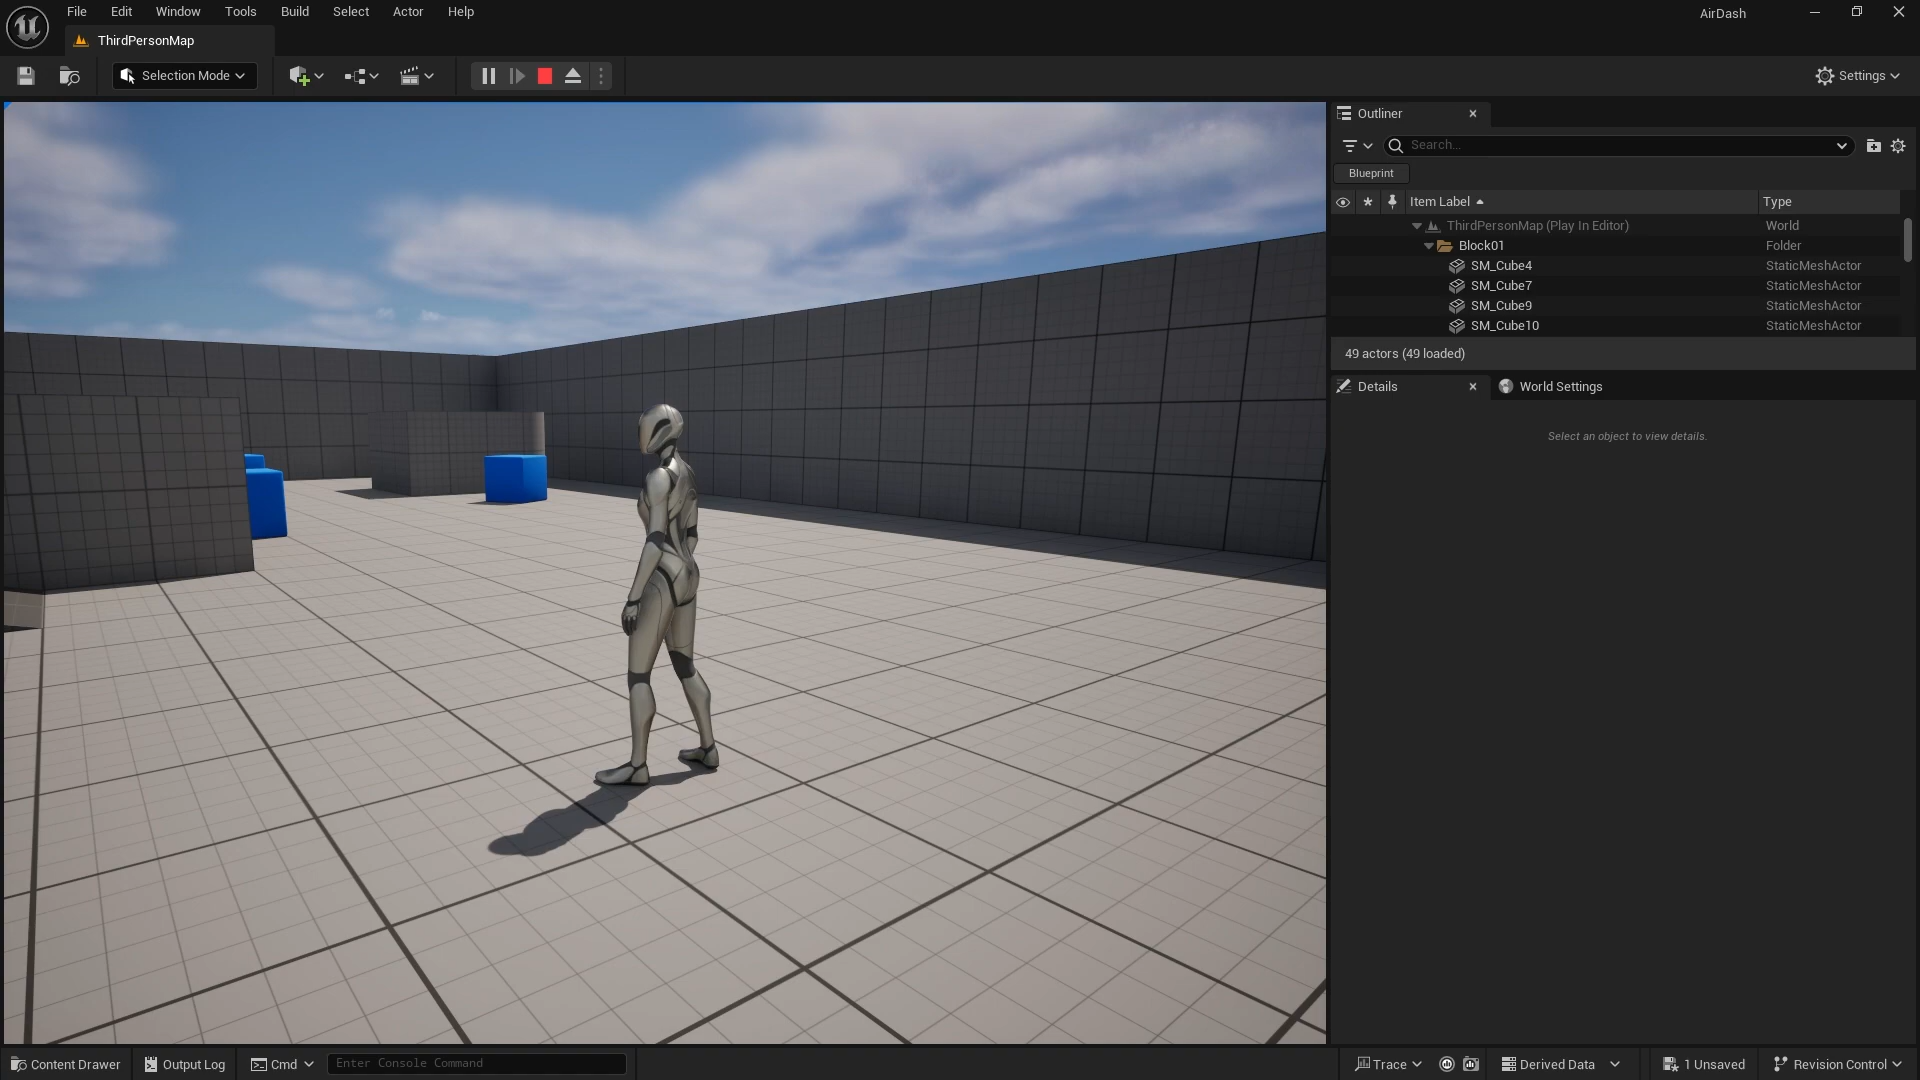 File Edit Window Tools Build Select Actor Help
AirDash
ThirdPersonMap
Selection Mode
Settings
Outliner
Search...
Blueprint
Item Label Type
ThirdPersonMap (Play In Editor) World
Block01 Folder
SM_Cube4 StaticMeshActor
SM_Cube7 StaticMeshActor
SM_Cube9 StaticMeshActor
SM_Cube10 StaticMeshActor
49 actors (49 loaded)
Details World Settings
Select an object to view details.
Content Drawer Output Log Cmd Enter Console Command Trace Derived Data 1 Unsaved Revision Control